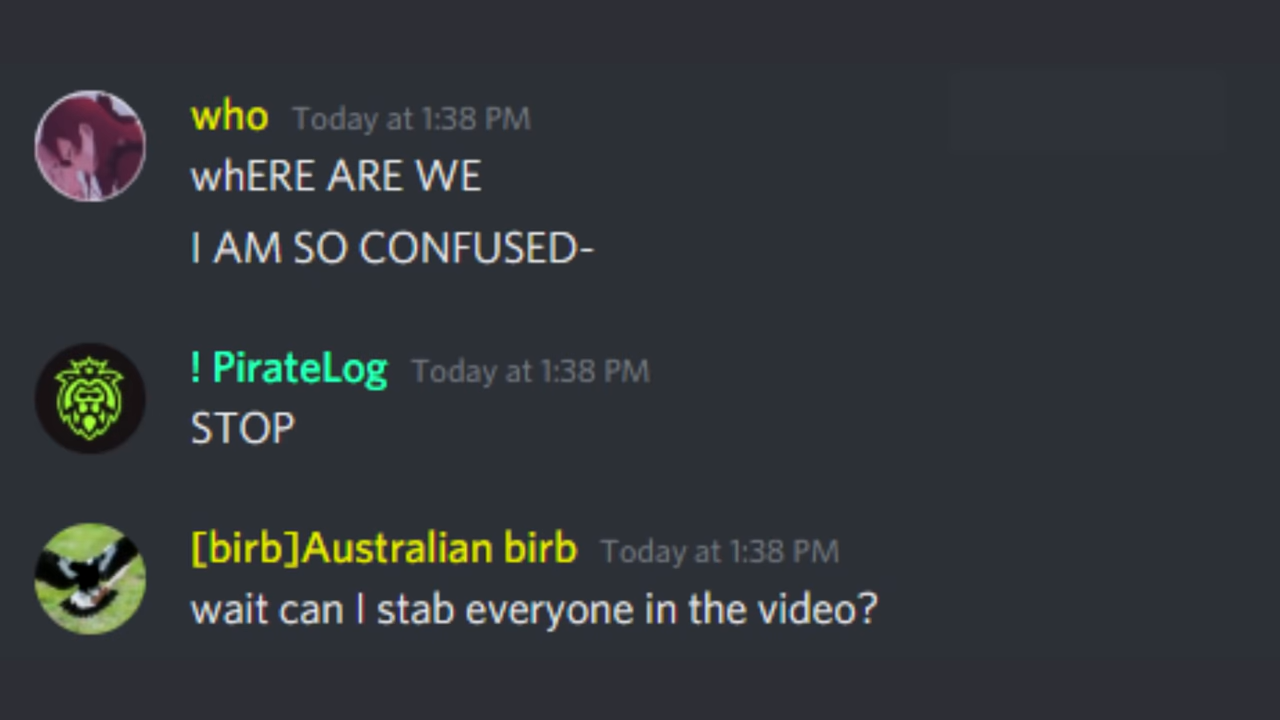 who Today at 1:38 PM
whERE ARE WE
I AM SO CONFUSED-
! PirateLog Today at 1:38 PM
STOP
[birb]Australian birb Today at 1:38 PM
wait can I stab everyone in the video?